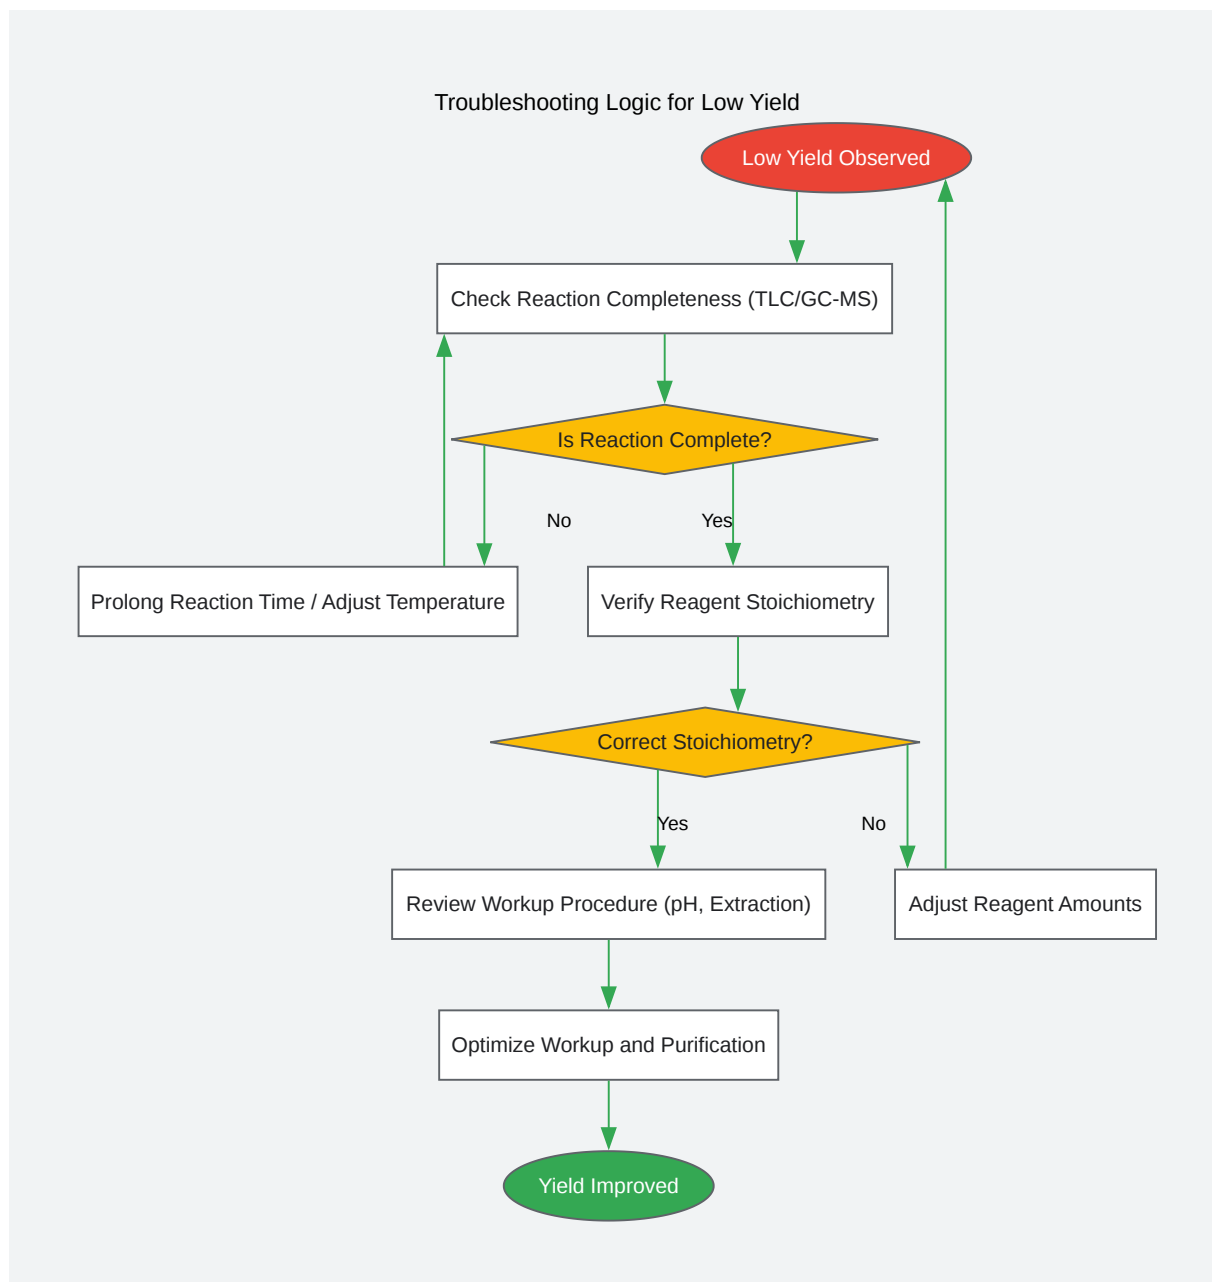 Troubleshooting Logic for Low Yield
Low Yield Observed
Check Reaction Completeness (TLC/GC-MS)
Is Reaction Complete?
No
Yes
Prolong Reaction Time / Adjust Temperature
Verify Reagent Stoichiometry
Correct Stoichiometry?
Yes
No
Review Workup Procedure (pH, Extraction)
Adjust Reagent Amounts
Optimize Workup and Purification
Yield Improved